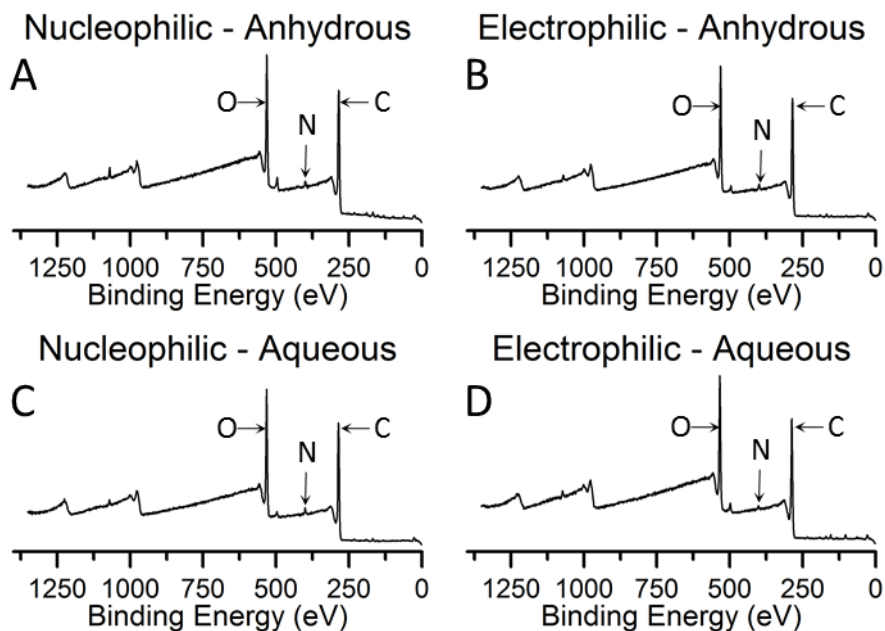 Nucleophilic - Anhydrous
A
O
C
N
1250 1000 750 500 250 0
Binding Energy (eV)
Electrophilic - Anhydrous
B
O
C
N
1250 1000 750 500 250 0
Binding Energy (eV)
Nucleophilic - Aqueous
C
O
C
N
1250 1000 750 500 250 0
Binding Energy (eV)
Electrophilic - Aqueous
D
O
C
N
1250 1000 750 500 250 0
Binding Energy (eV)